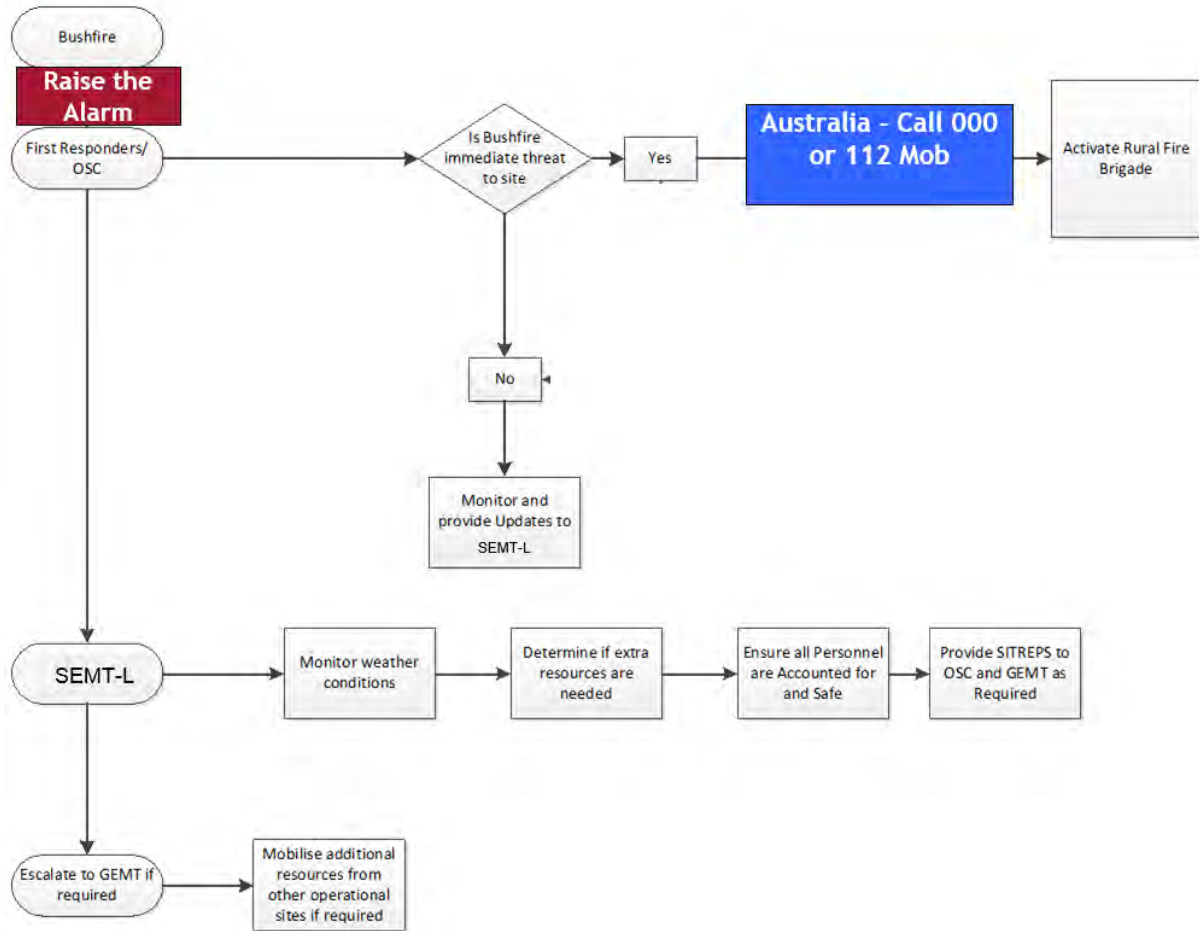 Bushfire
Raise the
Alarm
First Responders/
OSC
Is Bushfire
immediate threat
to site
Yes
Australia - Call 000
or 112 Mob
Activate Rural Fire
Brigade
No
Monitor and
provide Updates to
SEMT-L
SEMT-L
Monitor weather
conditions
Determine if extra
resources are
needed
Ensure all Personnel
are Accounted for
and Safe
Provide SITREPS to
OSC and GEMT as
Required
Escalate to GEMT if
required
Mobilise additional
resources from
other operational
sites if required